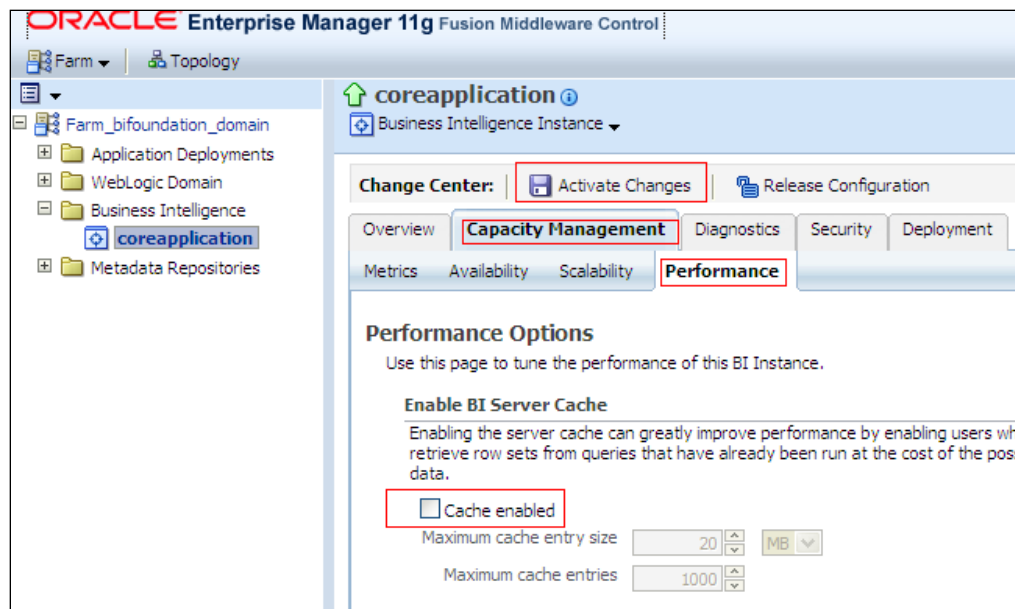 ORACLE Enterprise Manager 11g Fusion Middleware Control
Farm Topology
coreapplication
Business Intelligence Instance
Farm_bifoundation_domain
Application Deployments
WebLogic Domain
Business Intelligence
coreapplication
Metadata Repositories
Change Center: Activate Changes Release Configuration
Overview Capacity Management Diagnostics Security Deployment
Metrics Availability Scalability Performance
Performance Options
Use this page to tune the performance of this BI Instance.
Enable BI Server Cache
Enabling the server cache can greatly improve performance by enabling users wh
retrieve row sets from queries that have already been run at the cost of the pos
data.
Cache enabled
Maximum cache entry size 20 MB
Maximum cache entries 1000